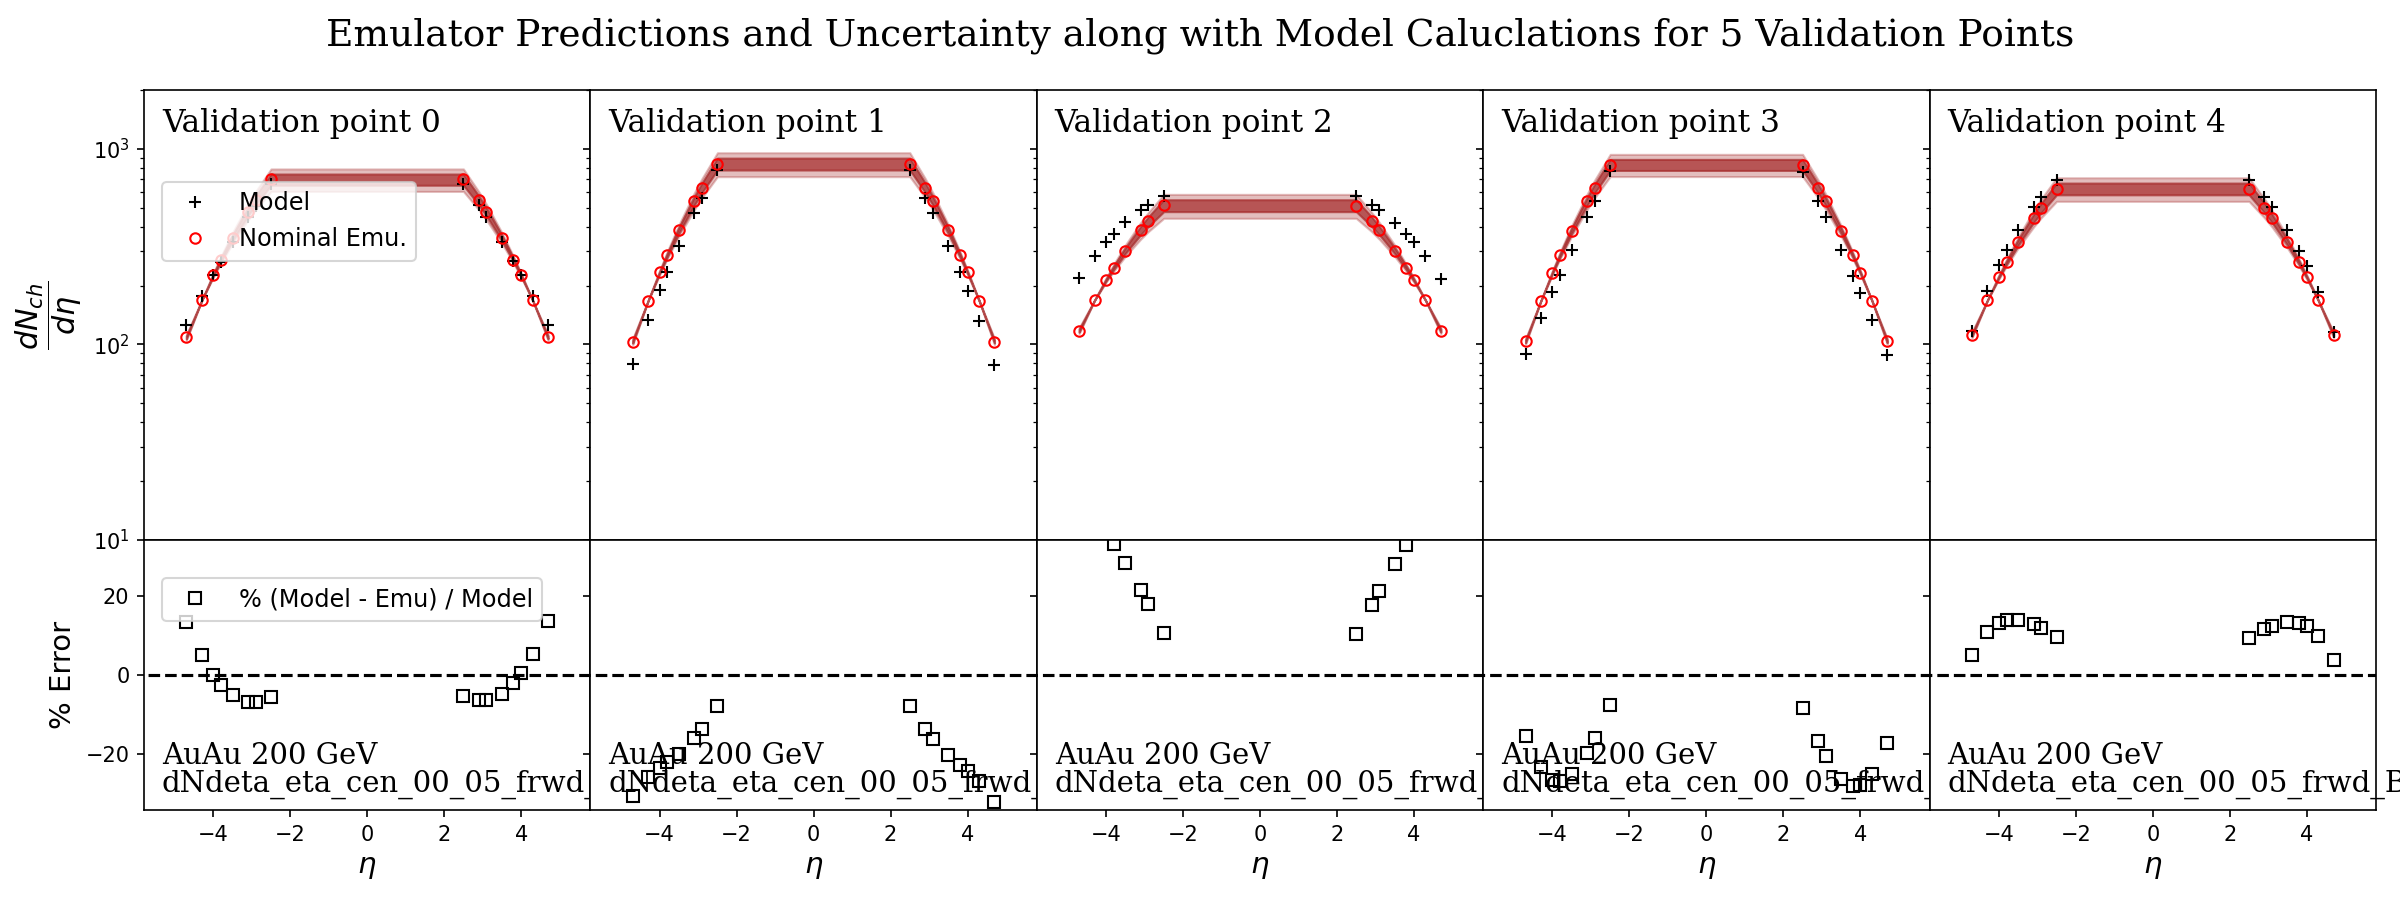 Emulator Predictions and Uncertainty along with Model Caluclations for 5 Validation Points
Validation point 0
Validation point 1
Validation point 2
Validation point 3
Validation point 4
10³
10²
10¹
dN_ch
dη
Model
Nominal Emu.
% Error
20
0
−20
% (Model - Emu) / Model
AuAu 200 GeV
dNdeta_eta_cen_00_05_frwd_
AuAu 200 GeV
dNdeta_eta_cen_00_05_frwd_
AuAu 200 GeV
dNdeta_eta_cen_00_05_frwd_
AuAu 200 GeV
dNdeta_eta_cen_00_05_frwd_
AuAu 200 GeV
dNdeta_eta_cen_00_05_frwd_B
−4 −2 0 2 4
−4 −2 0 2 4
−4 −2 0 2 4
−4 −2 0 2 4
−4 −2 0 2 4
η
η
η
η
η